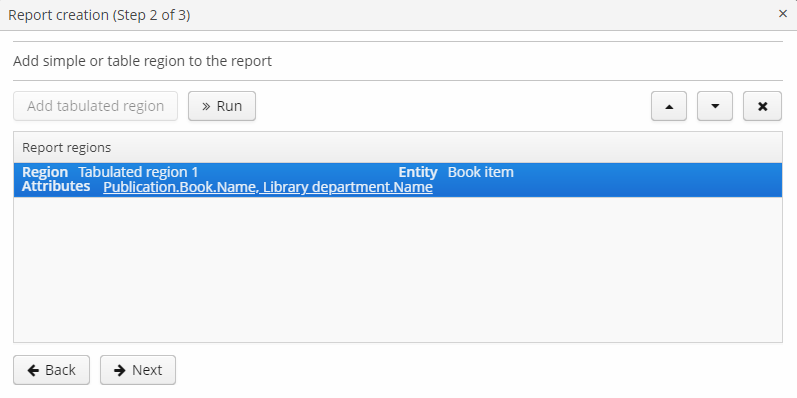 Report creation (Step 2 of 3)
Add simple or table region to the report
Add tabulated region Run
Report regions
Region Tabulated region 1 Entity Book item
Attributes Publication.Book.Name, Library department.Name
Back Next